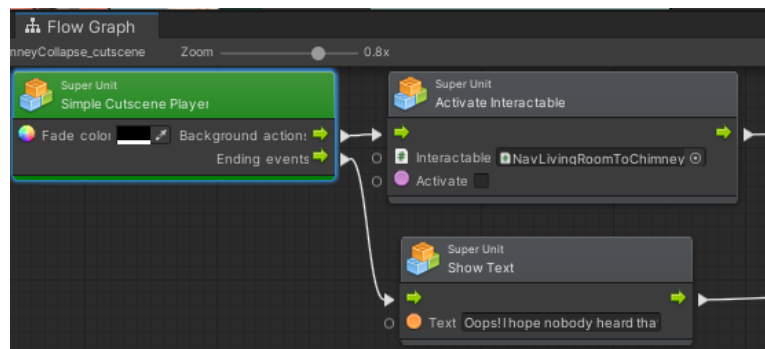 Flow Graph
mneyCollapse_cutscene Zoom 0.8x
Super Unit
Simple Cutscene Player
Fade color Background actions
Ending events
Super Unit
Activate Interactable
Interactable NavLivingRoomToChimney
Activate
Super Unit
Show Text
Text Oops! I hope nobody heard tha